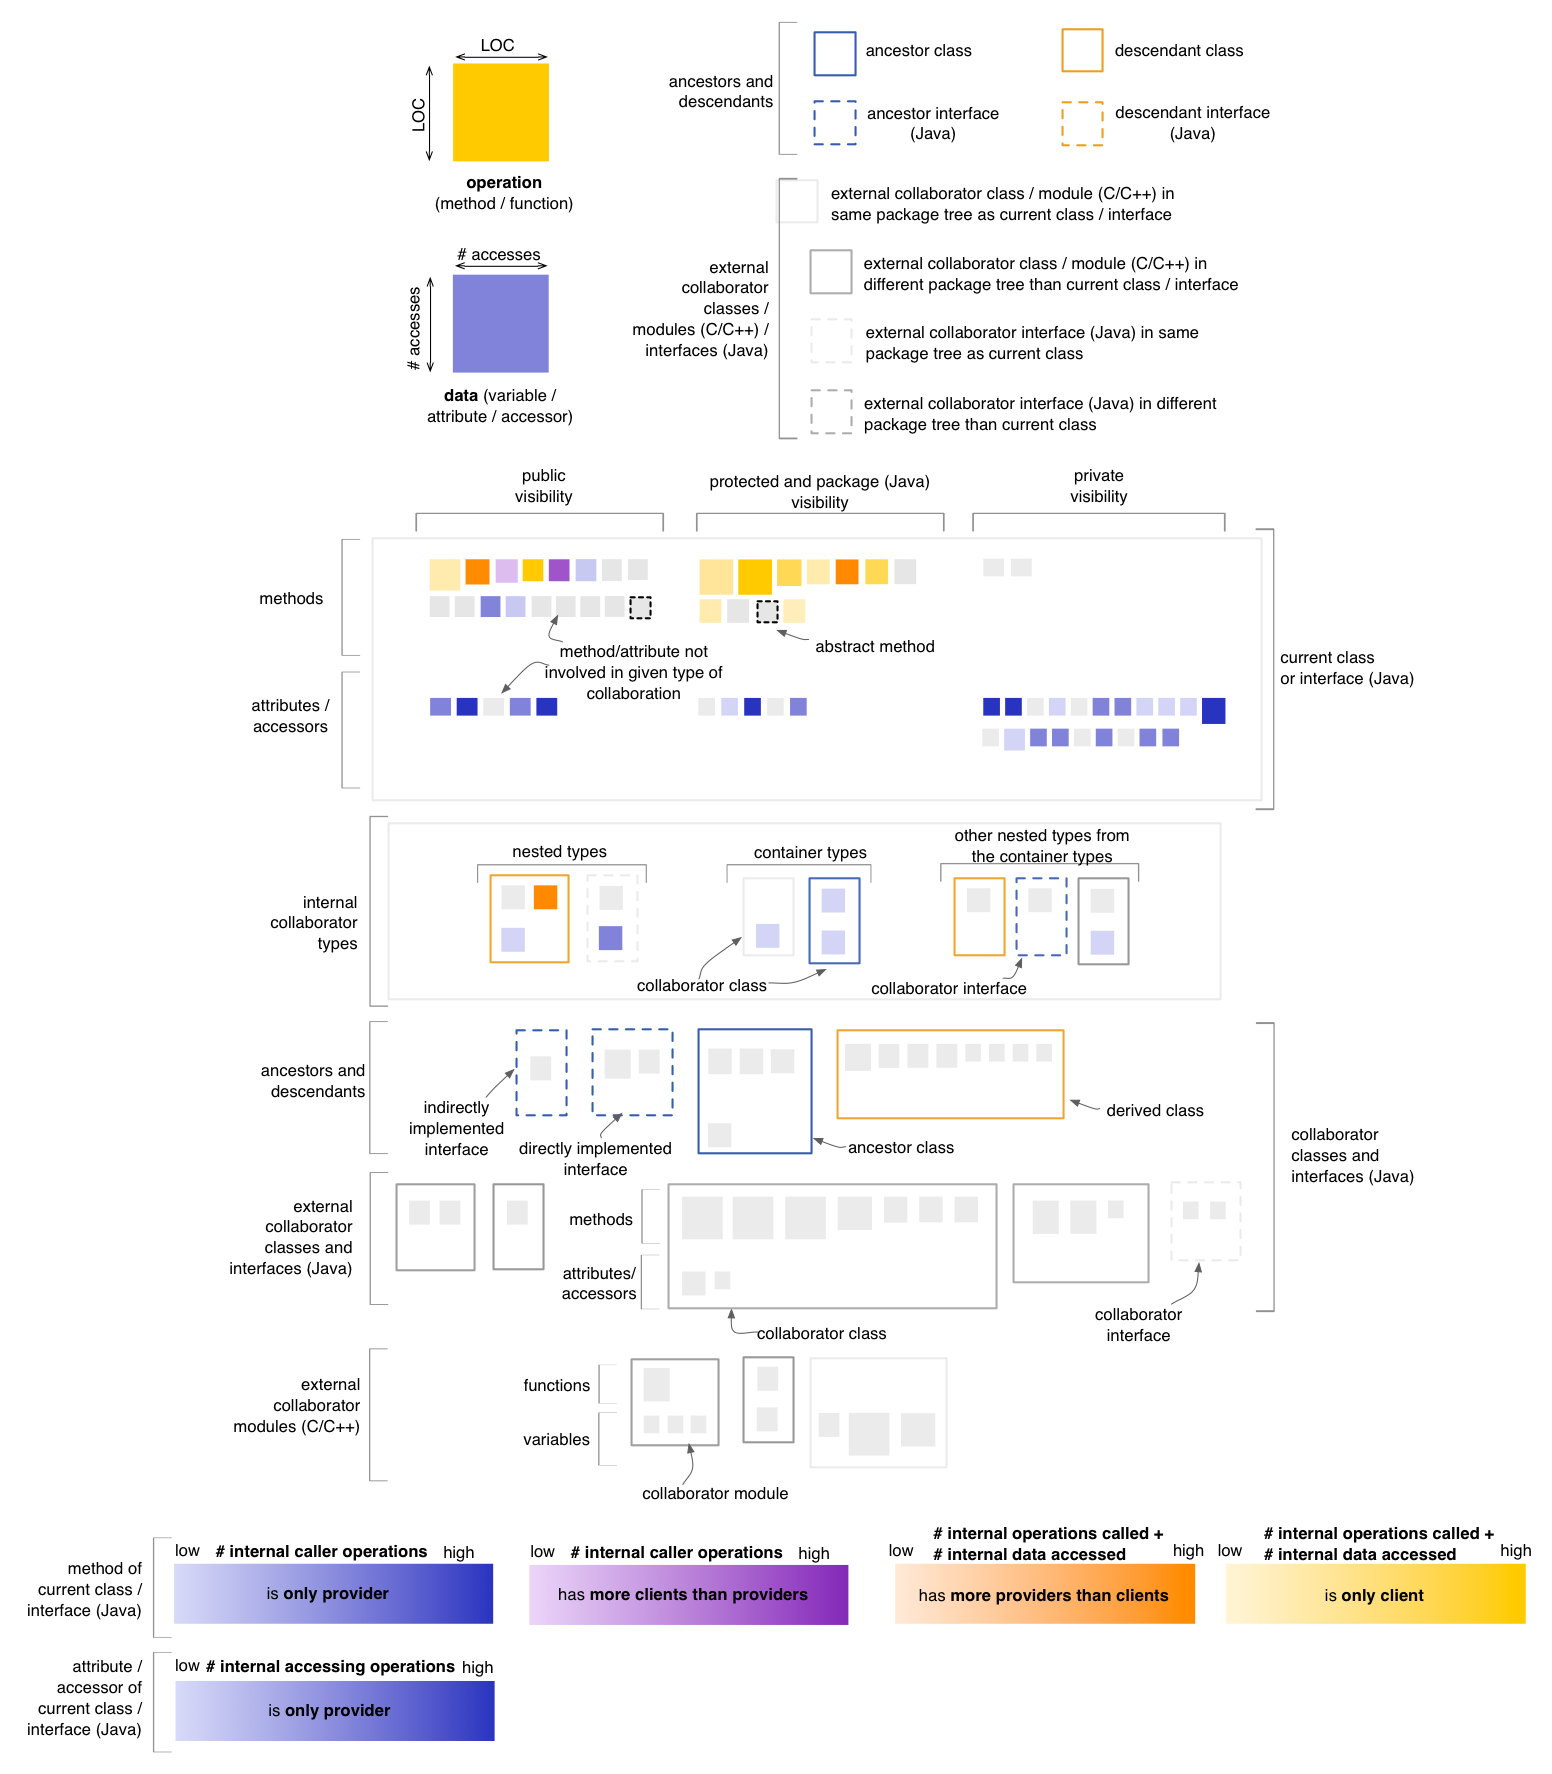 LOC
LOC
operation
(method / function)
# accesses
# accesses
data (variable /
attribute / accessor)
ancestors and
descendants
ancestor class
descendant class
ancestor interface
(Java)
descendant interface
(Java)
external
collaborator
classes /
modules (C/C++) /
interfaces (Java)
external collaborator class / module (C/C++) in
same package tree as current class / interface
external collaborator class / module (C/C++) in
different package tree than current class / interface
external collaborator interface (Java) in same
package tree as current class
external collaborator interface (Java) in different
package tree than current class
public
visibility
protected and package (Java)
visibility
private
visibility
methods
method/attribute not
involved in given type of
collaboration
abstract method
attributes /
accessors
current class
or interface (Java)
internal
collaborator
types
nested types
container types
other nested types from
the container types
collaborator class
collaborator interface
ancestors and
descendants
indirectly
implemented
interface
directly implemented
interface
ancestor class
derived class
collaborator
classes and
interfaces (Java)
external
collaborator
classes and
interfaces (Java)
methods
attributes/
accessors
collaborator class
collaborator
interface
external
collaborator
modules (C/C++)
functions
variables
collaborator module
method of
current class /
interface (Java)
low # internal caller operations high
is only provider
low # internal caller operations high
has more clients than providers
# internal operations called +
low # internal data accessed high
has more providers than clients
# internal operations called +
low # internal data accessed high
is only client
attribute /
accessor of
current class /
interface (Java)
low # internal accessing operations high
is only provider